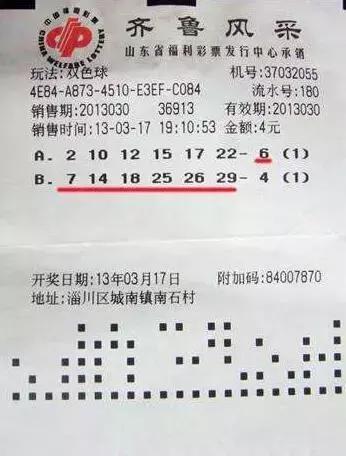 中国福利彩票
CHINA WELFARE LOTTERY
齐鲁风采
山东省福利彩票发行中心承销
玩法:双色球 机号:37032055
4E84-A873-4510-E3EF-C084 流水号:180
销售期:2013030 36913 有效期:2013030
销售时间:13-03-17 19:10:53 金额:4元
A. 2 10 12 15 17 22- 6 (1)
B. 7 14 18 25 26 29- 4 (1)
开奖日期:13年03月17日 附加码:84007870
地址:淄川区城南镇南石村